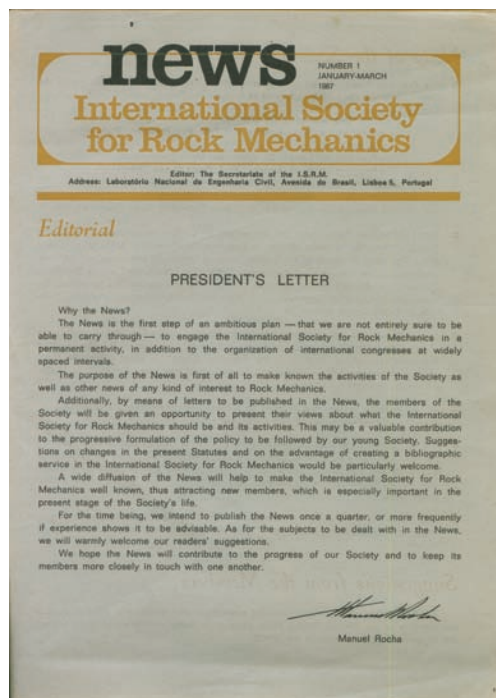 news
NUMBER 1
JANUARY-MARCH
1967
International Society
for Rock Mechanics
Editor: The Secretariate of the I.S.R.M.
Address: Laboratório Nacional de Engenharia Civil, Avenida do Brasil, Lisboa 5, Portugal
Editorial
PRESIDENT'S LETTER
Why the News?
The News is the first step of an ambitious plan — that we are not entirely sure to be
able to carry through — to engage the International Society for Rock Mechanics in a
permanent activity, in addition to the organization of international congresses at widely
spaced intervals.
The purpose of the News is first of all to make known the activities of the Society as
well as other news of any kind of interest to Rock Mechanics.
Additionally, by means of letters to be published in the News, the members of the
Society will be given an opportunity to present their views about what the International
Society for Rock Mechanics should be and its activities. This may be a valuable contribution
to the progressive formulation of the policy to be followed by our young Society. Sugges-
tions on changes in the present Statutes and on the advantage of creating a bibliographic
service in the International Society for Rock Mechanics would be particularly welcome.
A wide diffusion of the News will help to make the International Society for Rock
Mechanics well known, thus attracting new members, which is especially important in the
present stage of the Society's life.
For the time being, we intend to publish the News once a quarter, or more frequently
if experience shows it to be advisable. As for the subjects to be dealt with in the News,
we will warmly welcome our readers' suggestions.
We hope the News will contribute to the progress of our Society and to keep its
members more closely in touch with one another.
Manuel Rocha